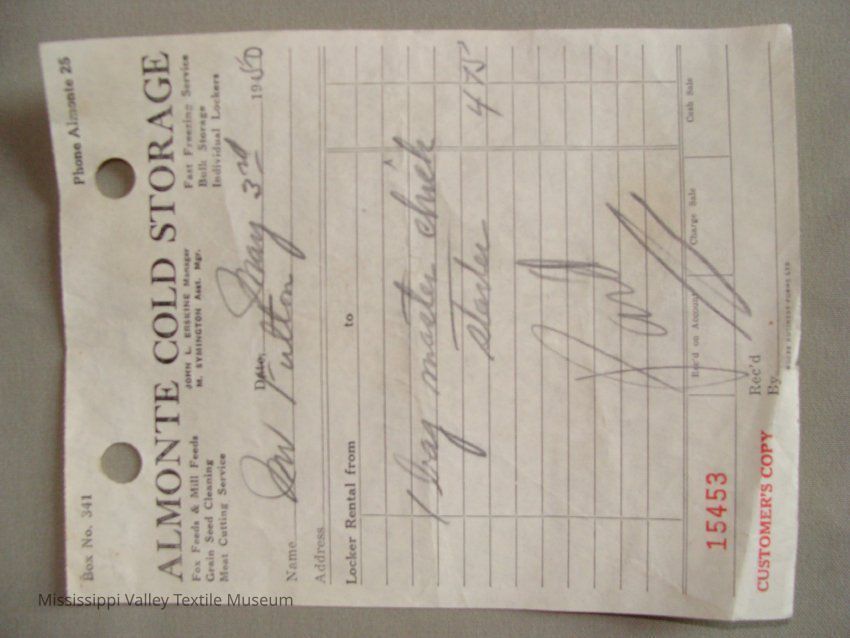 Box No. 341 Phone Almonte 25
ALMONTE COLD STORAGE
Fox Feeds & Mill Feeds JOHN L. ERSKINE Manager Fast Freezing Service
Grain Seed Cleaning M. SYMINGTON Asst. Mgr. Bulk Storage
Meat Cutting Service Individual Lockers
Date, May 3rd 1950
Name Fulton
Address
Locker Rental from to
1 bag master chick 4 75
starter
Rec'd on Account Charge Sale Cash Sale
15453 Rec'd
By
CUSTOMER'S COPY
Mississippi Valley Textile Museum